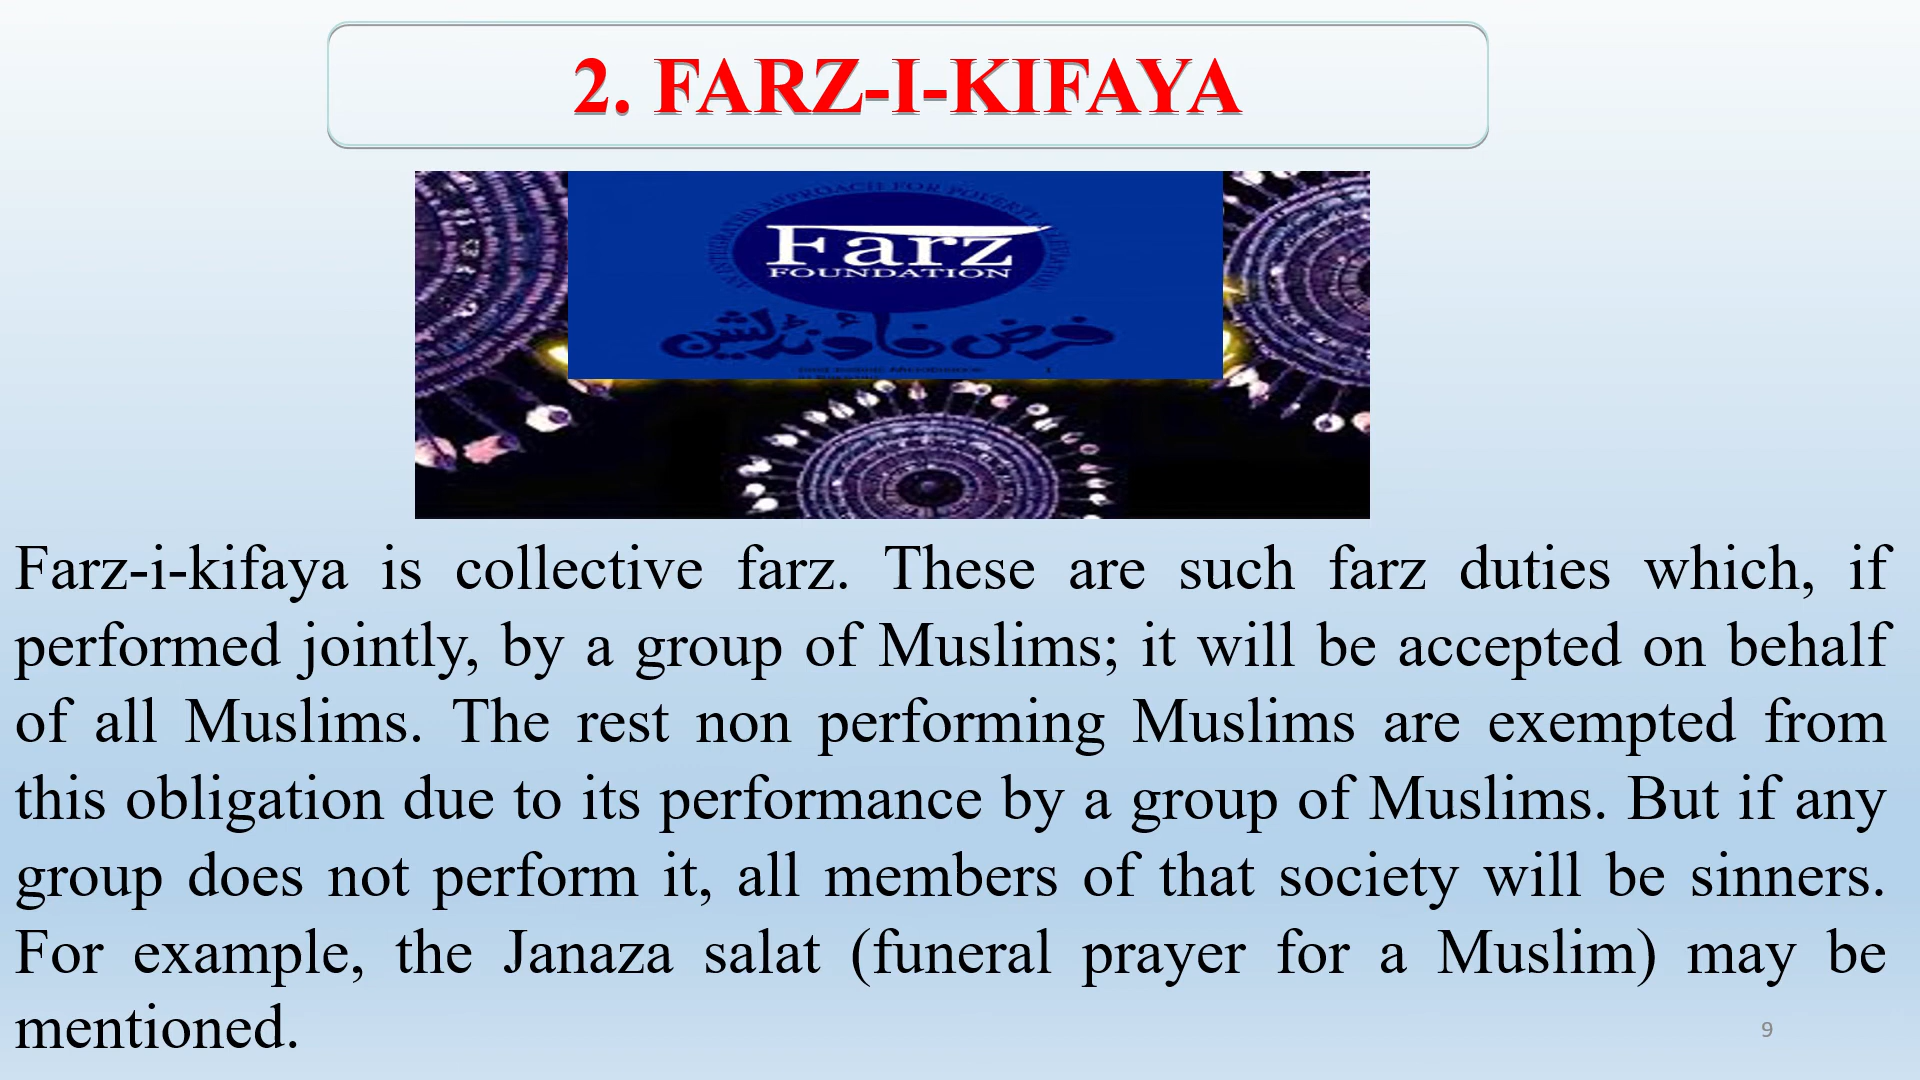 2. FARZ-I-KIFAYA
Farz
FOUNDATION
فرض فاؤنڈیشن
Farz-i-kifaya is collective farz. These are such farz duties which, if
performed jointly, by a group of Muslims; it will be accepted on behalf
of all Muslims. The rest non performing Muslims are exempted from
this obligation due to its performance by a group of Muslims. But if any
group does not perform it, all members of that society will be sinners.
For example, the Janaza salat (funeral prayer for a Muslim) may be
mentioned.
9